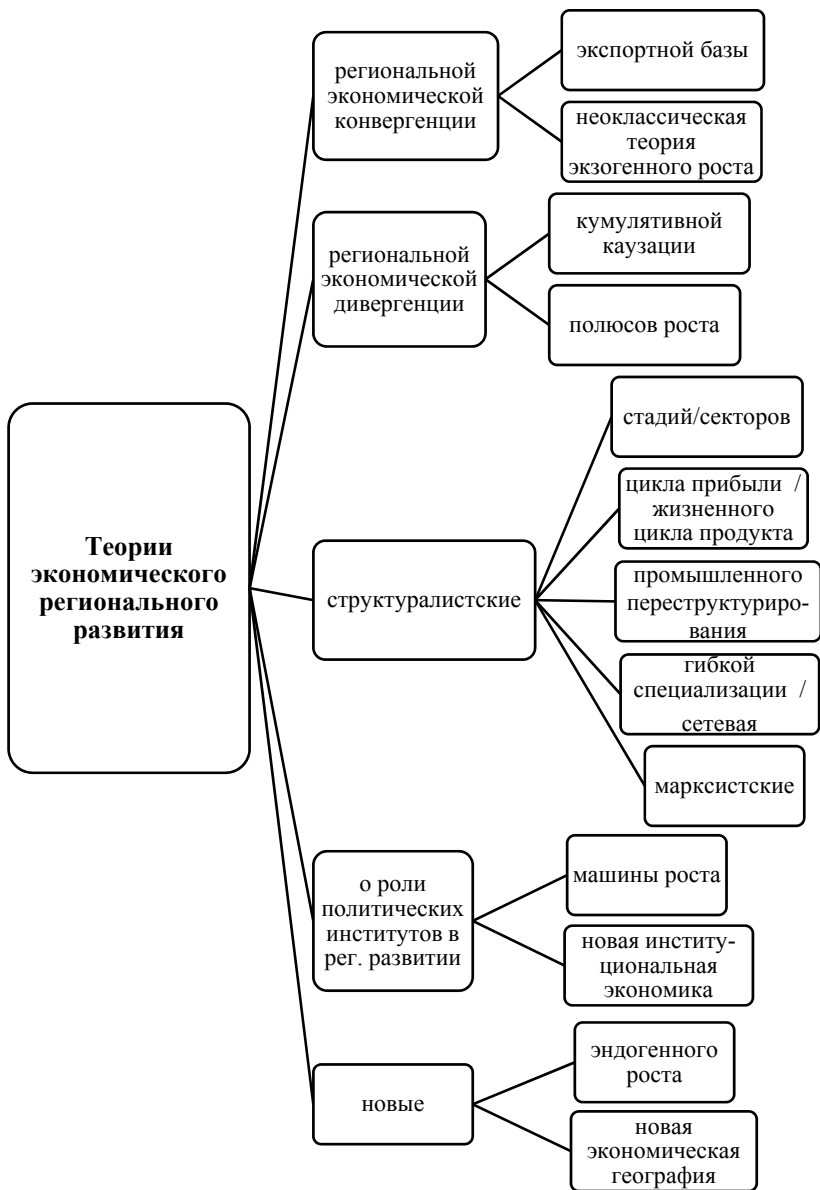 Теории
экономического
регионального
развития
региональной
экономической
конвергенции
экспортной базы
неоклассическая
теория
экзогенного роста
региональной
экономической
дивергенции
кумулятивной
каузации
полюсов роста
структуралистские
стадий/секторов
цикла прибыли /
жизненного
цикла продукта
промышленного
переструктуриро-
вания
гибкой
специализации /
сетевая
марксистские
о роли
политических
институтов в
рег. развитии
машины роста
новая институ-
циональная
экономика
новые
эндогенного
роста
новая
экономическая
география